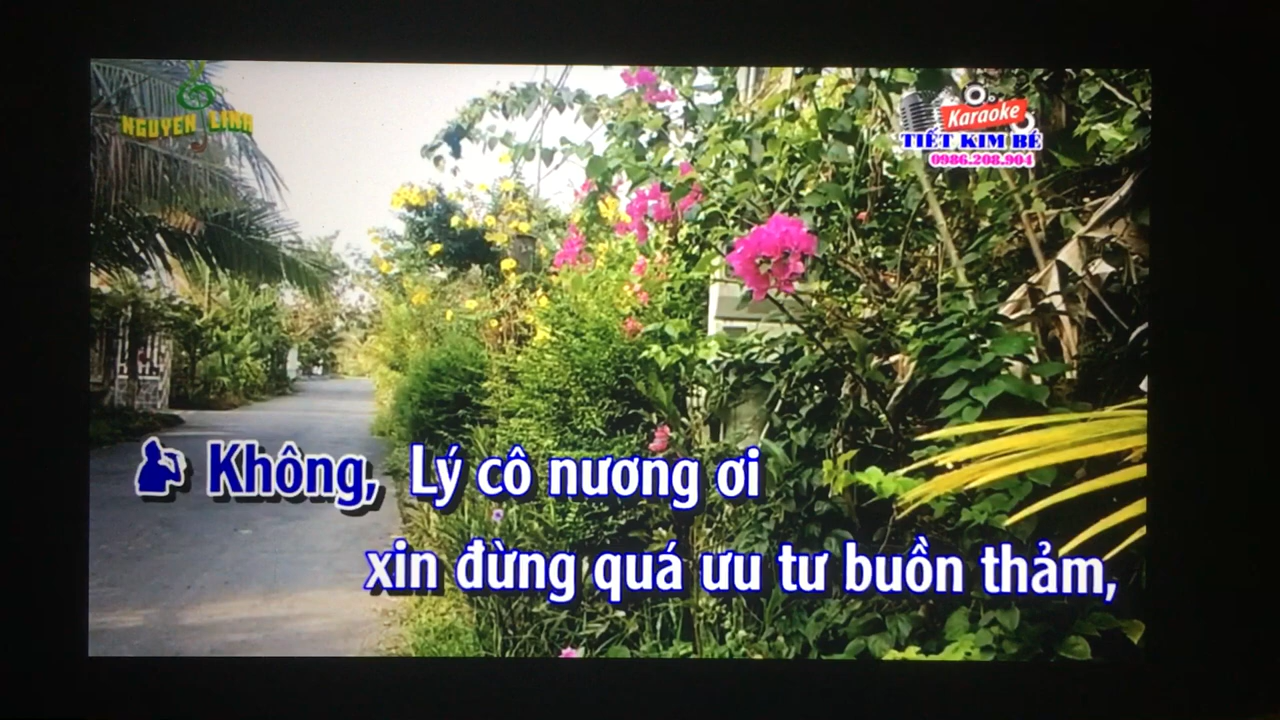 NGUYEN LINH
Karaoke
TIẾT KIM BÉ
0986.208.904
Không, Lý cô nương ơi
xin đừng quá ưu tư buồn thảm,